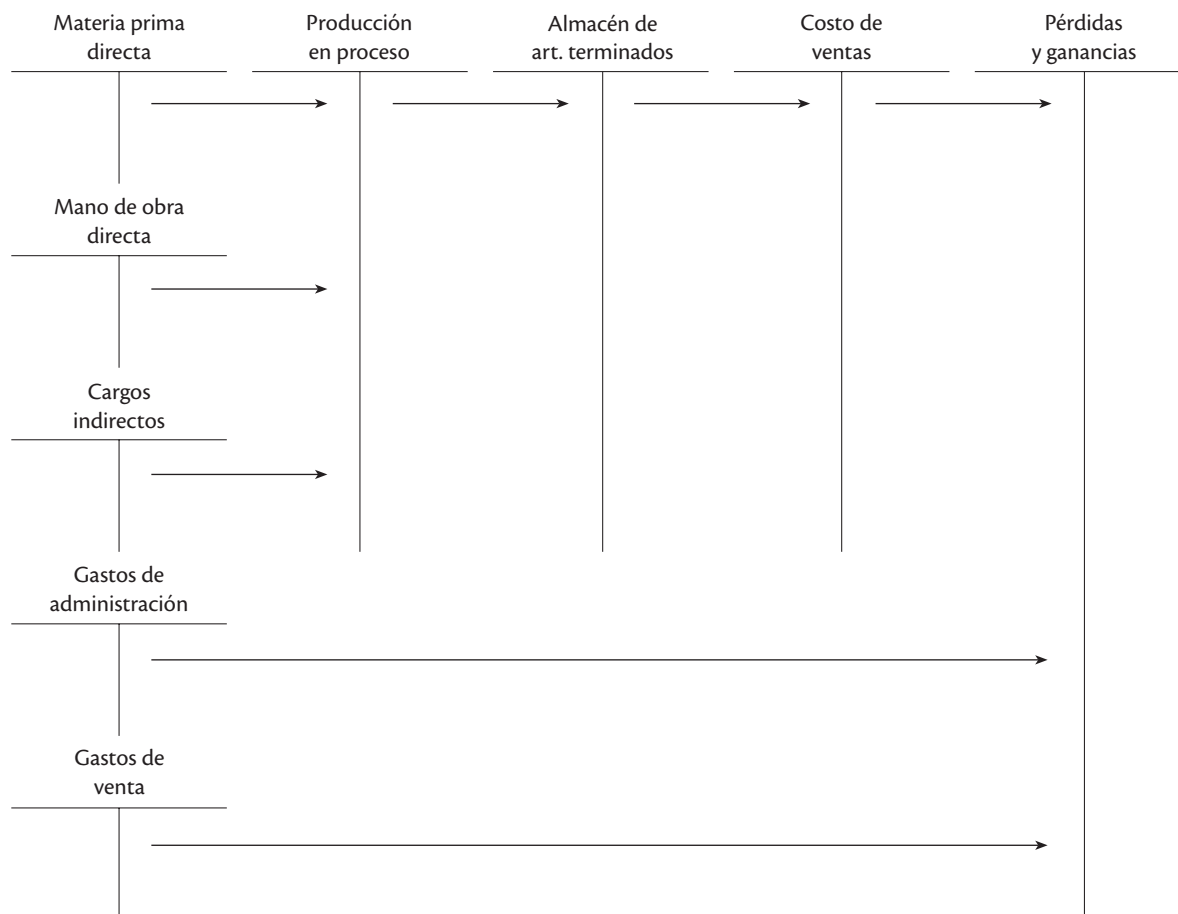 Materia prima
directa
Producción
en proceso
Almacén de
art. terminados
Costo de
ventas
Pérdidas
y ganancias
Mano de obra
directa
Cargos
indirectos
Gastos de
administración
Gastos de
venta